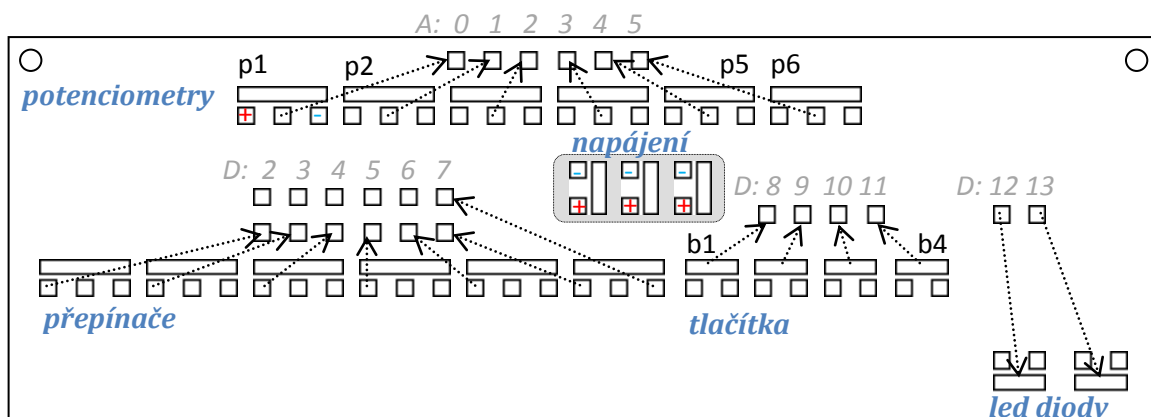 A: 0 1 2 3 4 5
p1 p2 p5 p6
potenciometry
+ -
napájení
- - -
D: 2 3 4 5 6 7
D: 8 9 10 11
D: 12 13
+ + +
b1 b4
přepínače
tlačítka
led diody